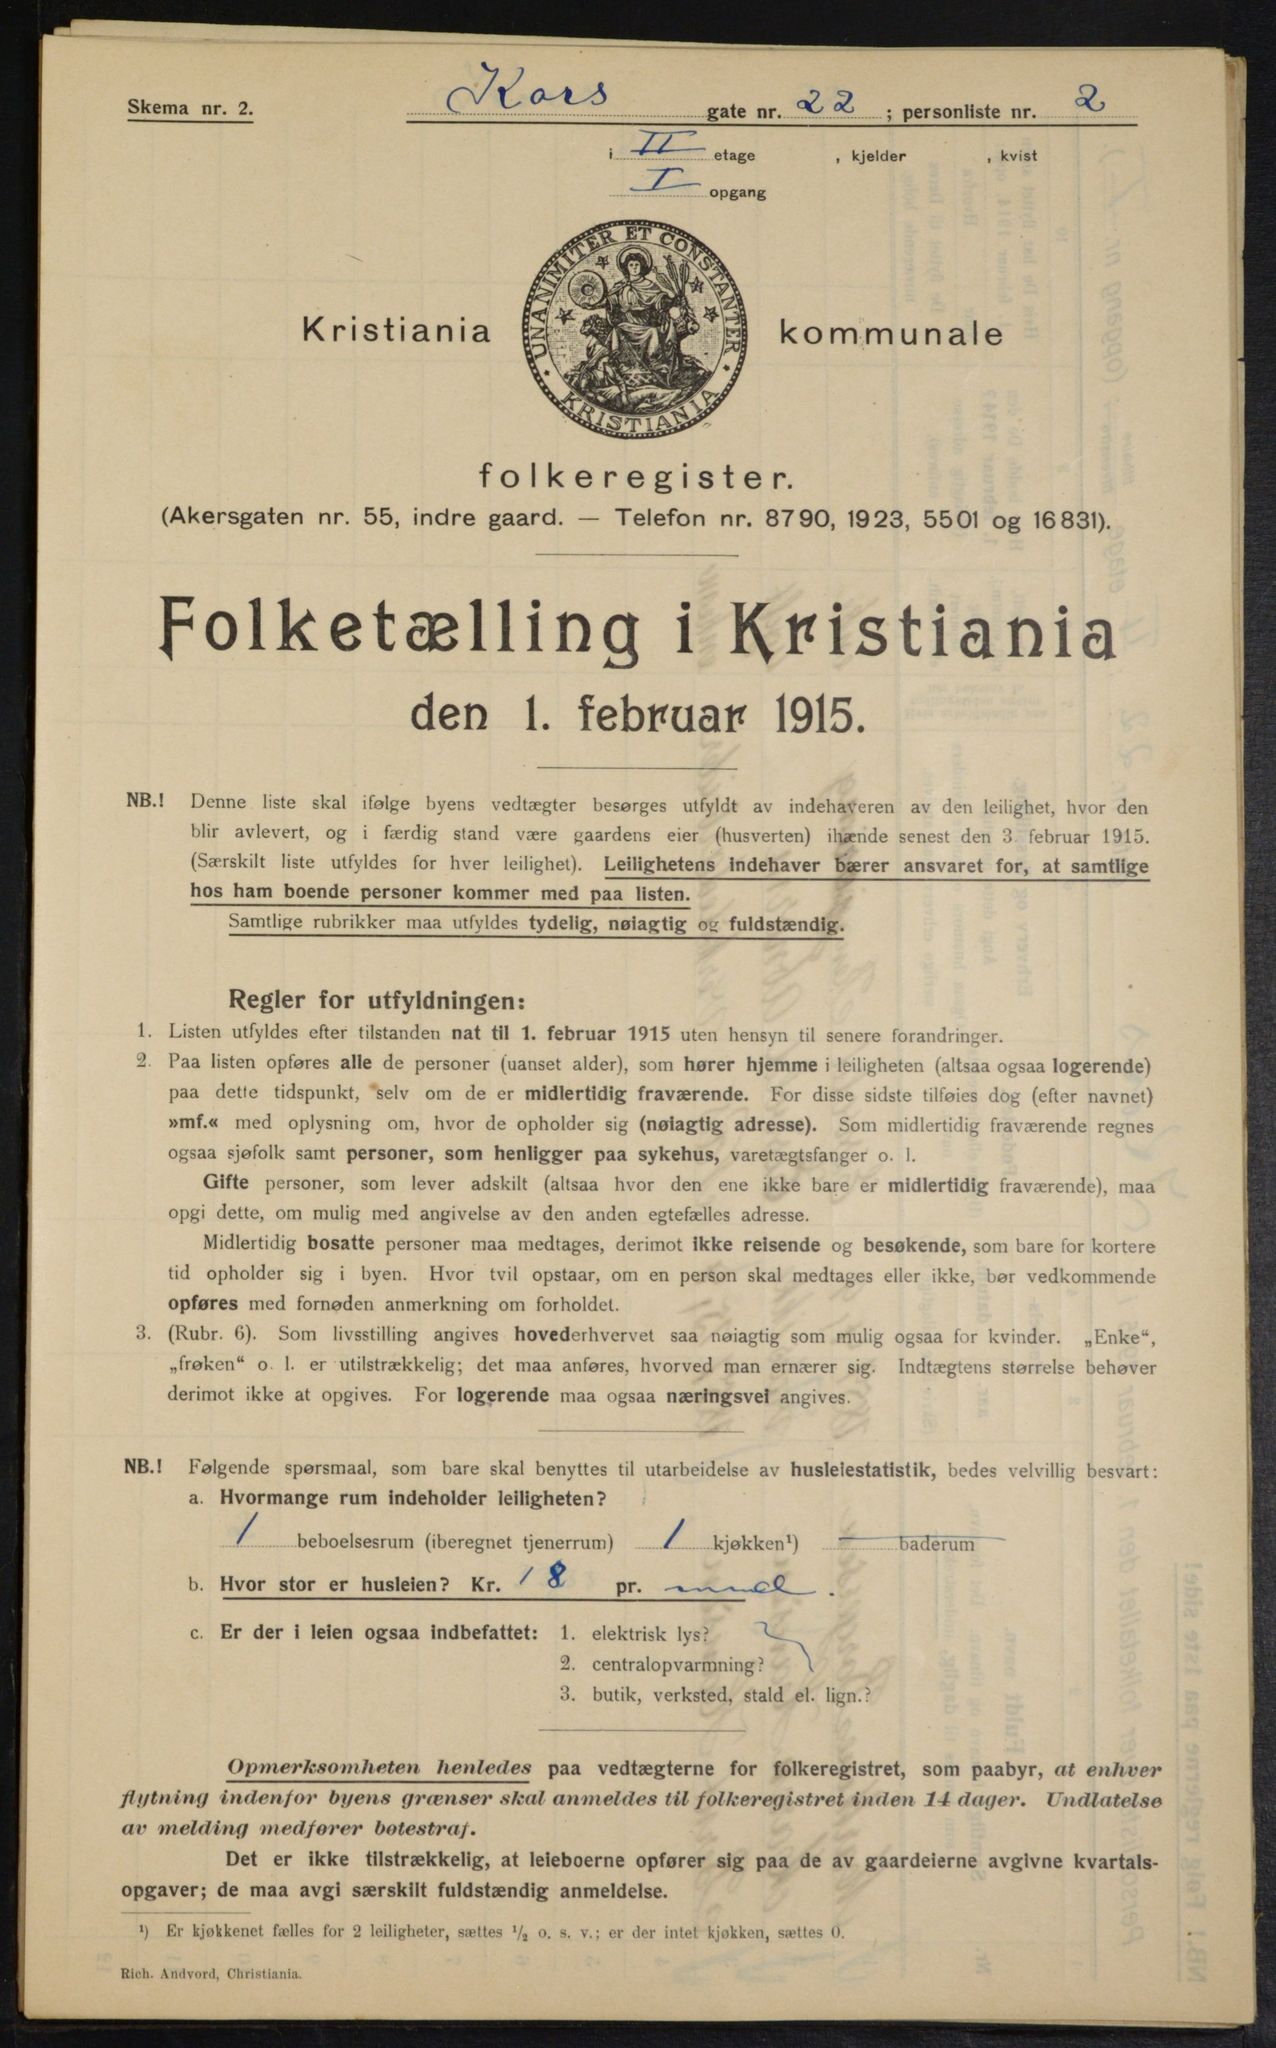 Skema nr. 2.
Kors gate nr. 22 ; personliste nr. 2
i II etage , kjelder , kvist
I opgang
UNANIMITER ET CONSTANTER
KRISTIANIA
Kristiania kommunale
folkeregister.
(Akersgaten nr. 55, indre gaard. — Telefon nr. 8790, 1923, 5501 og 16831).
Folketælling i Kristiania
den 1. februar 1915.
NB.! Denne liste skal ifølge byens vedtægter besørges utfyldt av indehaveren av den leilighet, hvor den
blir avlevert, og i færdig stand være gaardens eier (husverten) ihænde senest den 3. februar 1915.
(Særskilt liste utfyldes for hver leilighet). Leilighetens indehaver bærer ansvaret for, at samtlige
hos ham boende personer kommer med paa listen.
Samtlige rubrikker maa utfyldes tydelig, nøiagtig og fuldstændig.
Regler for utfyldningen:
1. Listen utfyldes efter tilstanden nat til 1. februar 1915 uten hensyn til senere forandringer.
2. Paa listen opføres alle de personer (uanset alder), som hører hjemme i leiligheten (altsaa ogsaa logerende)
paa dette tidspunkt, selv om de er midlertidig fraværende. For disse sidste tilføies dog (efter navnet)
»mf.« med oplysning om, hvor de opholder sig (nøiagtig adresse). Som midlertidig fraværende regnes
ogsaa sjøfolk samt personer, som henligger paa sykehus, varetægtsfanger o. l.
Gifte personer, som lever adskilt (altsaa hvor den ene ikke bare er midlertidig fraværende), maa
opgi dette, om mulig med angivelse av den anden egtefælles adresse.
Midlertidig bosatte personer maa medtages, derimot ikke reisende og besøkende, som bare for kortere
tid opholder sig i byen. Hvor tvil opstaar, om en person skal medtages eller ikke, bør vedkommende
opføres med fornøden anmerkning om forholdet.
3. (Rubr. 6). Som livsstilling angives hovederhvervet saa nøiagtig som mulig ogsaa for kvinder. „Enke“,
„frøken“ o. l. er utilstrækkelig; det maa anføres, hvorved man ernærer sig. Indtægtens størrelse behøver
derimot ikke at opgives. For logerende maa ogsaa næringsvei angives.
NB.! Følgende spørsmaal, som bare skal benyttes til utarbeidelse av husleiestatistik, bedes velvillig besvart:
a. Hvormange rum indeholder leiligheten?
1 beboelsesrum (iberegnet tjenerrum) 1 kjøkken¹) baderum
b. Hvor stor er husleien? Kr. 18 pr. mnd.
c. Er der i leien ogsaa indbefattet: 1. elektrisk lys?
2. centralopvarmning?
3. butik, verksted, stald el. lign.?
Opmerksomheten henledes paa vedtægterne for folkeregistret, som paabyr, at enhver
flytning indenfor byens grænser skal anmeldes til folkeregistret inden 14 dager. Undlatelse
av melding medfører bøtestraf.
Det er ikke tilstrækkelig, at leieboerne opfører sig paa de av gaardeierne avgivne kvartals-
opgaver; de maa avgi særskilt fuldstændig anmeldelse.
¹) Er kjøkkenet fælles for 2 leiligheter, sættes ½ o. s. v.; er der intet kjøkken, sættes 0.
Rich. Andvord, Christiania.